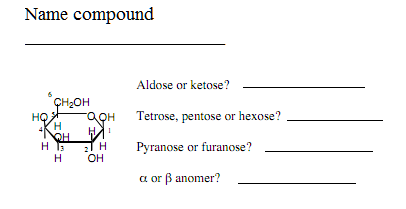 Name compound
Aldose or ketose?
6
CH₂OH
HO 5 O OH
Tetrose, pentose or hexose?
4 H H 1
OH
H 3 2 H
Pyranose or furanose?
H OH
α or β anomer?